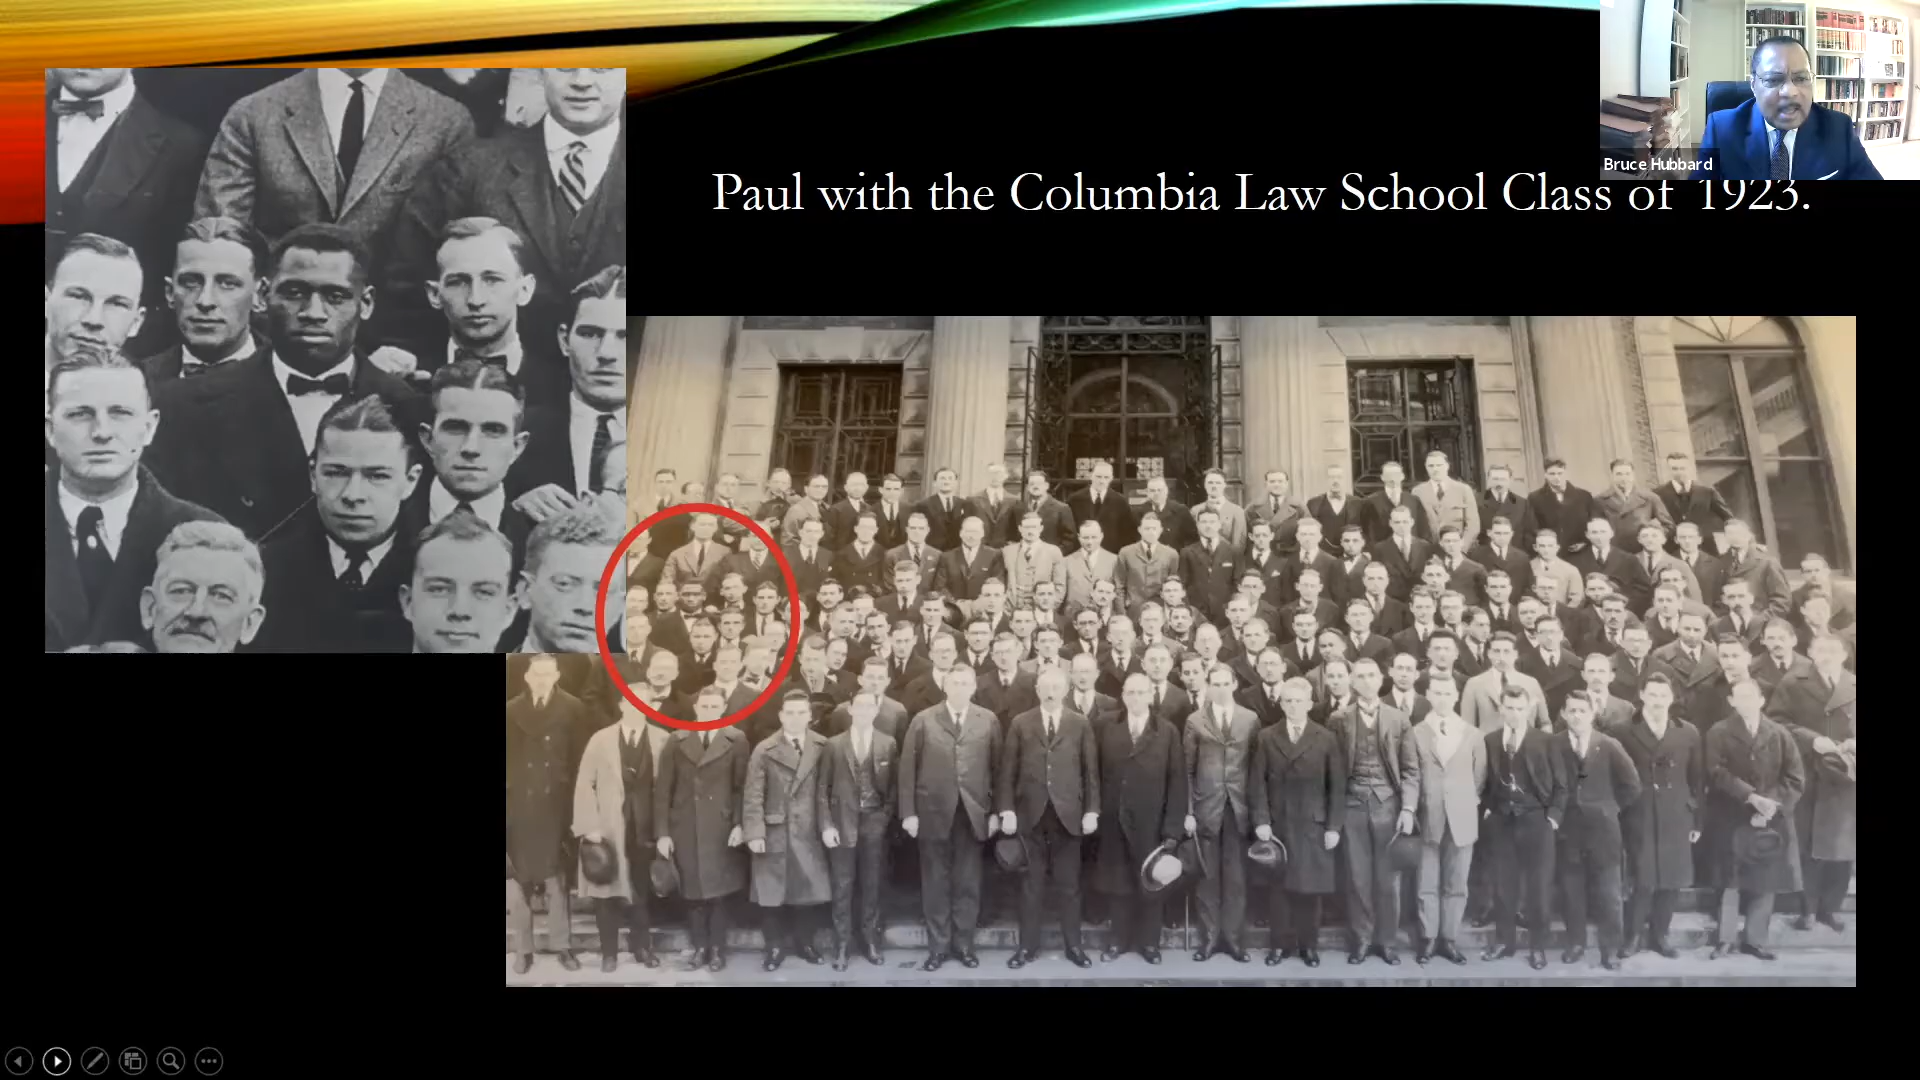 Bruce Hubbard
Paul with the Columbia Law School Class of 1923.